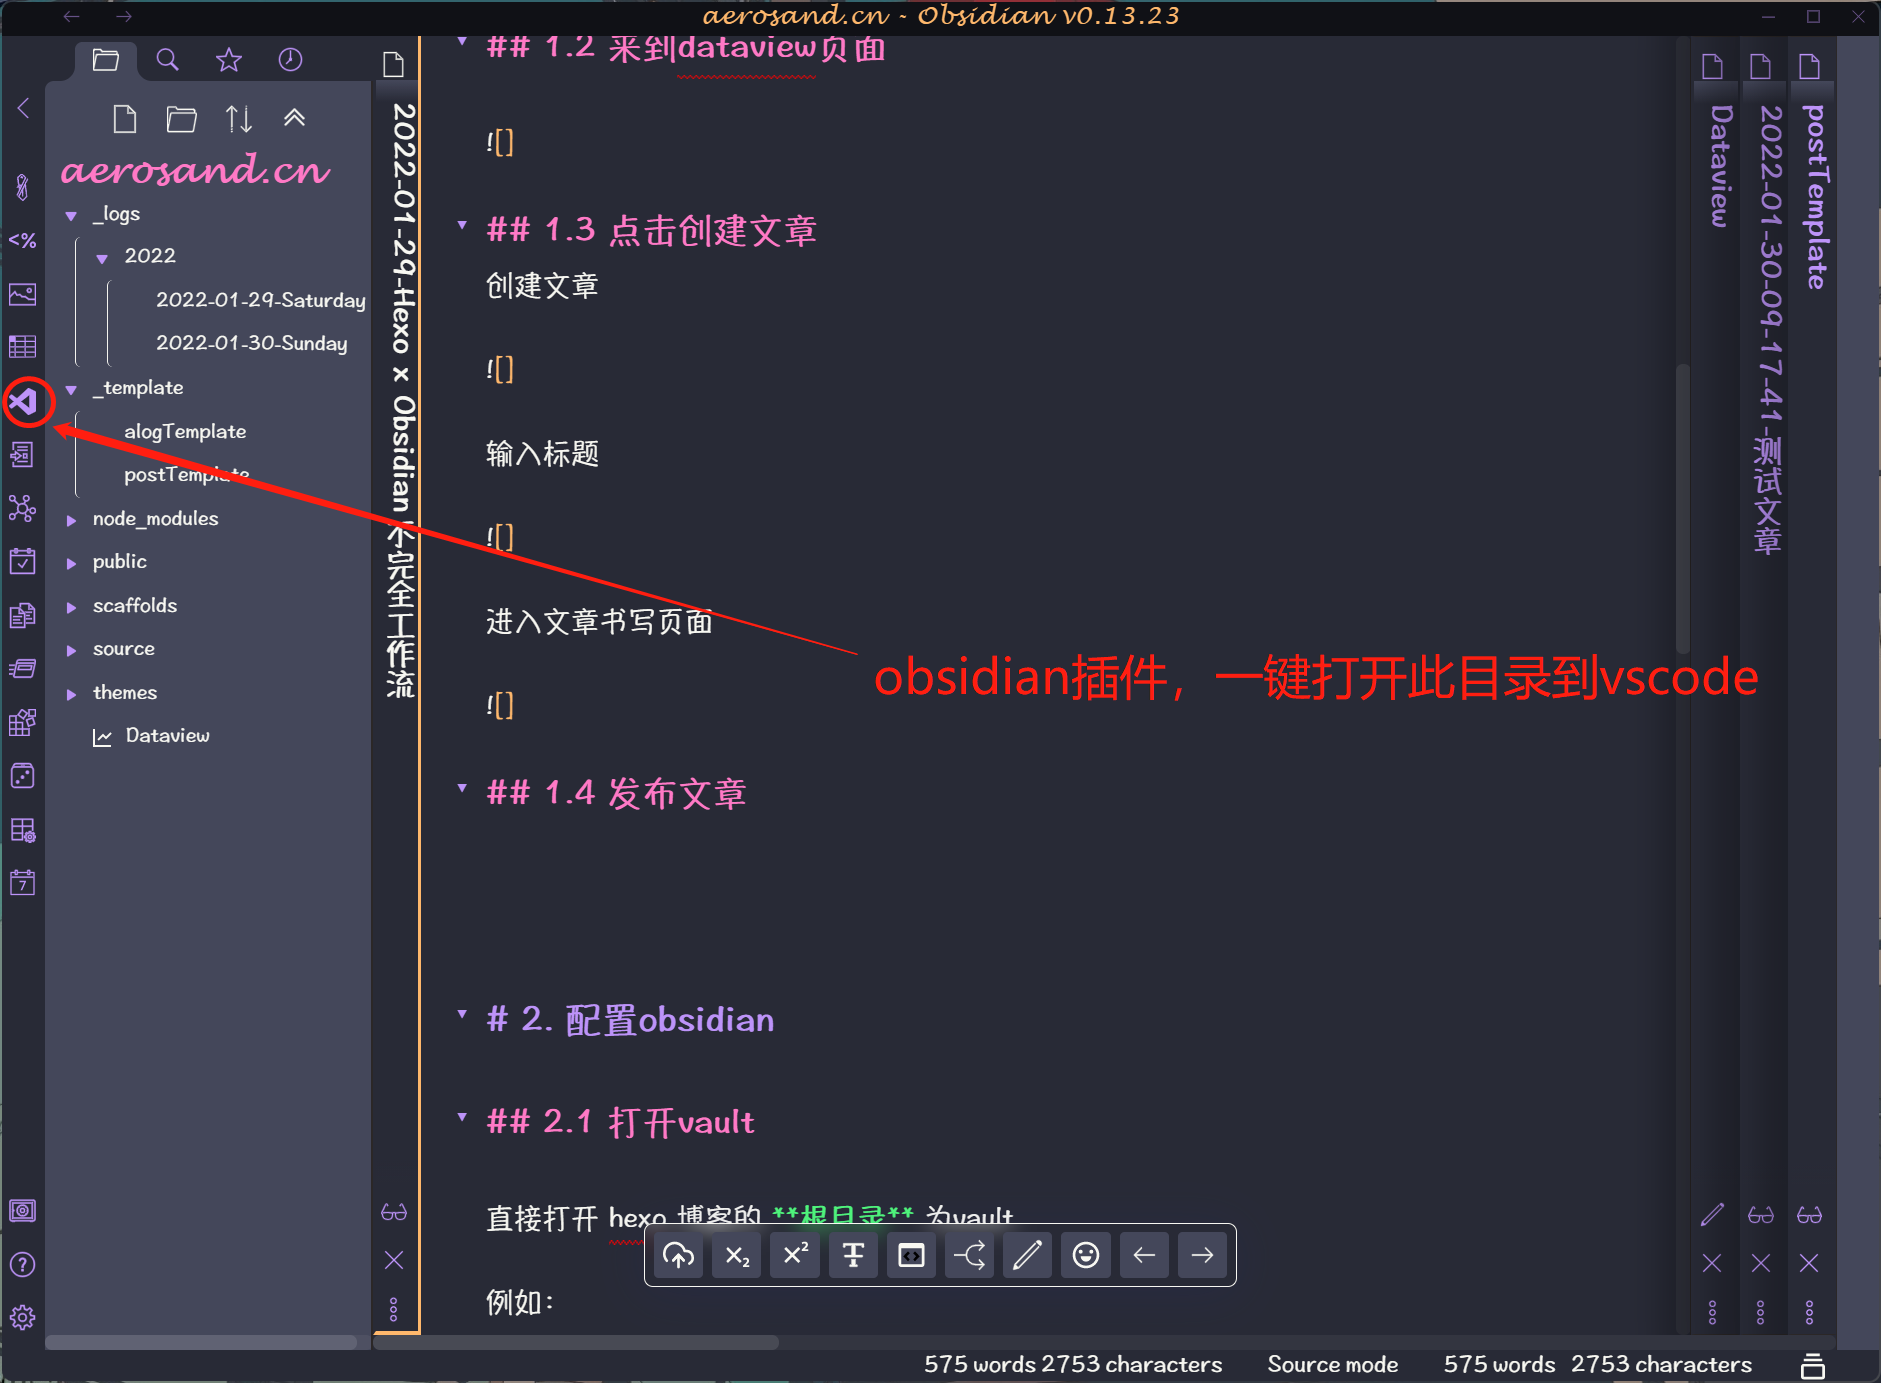 aerosand.cn - Obsidian v0.13.23
aerosand.cn
_logs
2022
2022-01-29-Saturday
2022-01-30-Sunday
_template
alogTemplate
postTemplate
node_modules
public
scaffolds
source
themes
Dataview
<%
7
2022-01-29-Hexo x Obsidian 不完全工作流
## 1.2 来到dataview页面
![]
## 1.3 点击创建文章
创建文章
![]
输入标题
![]
进入文章书写页面
![]
## 1.4 发布文章
# 2. 配置obsidian
## 2.1 打开vault
直接打开 hexo 博客的 **根目录** 为vault
例如：
obsidian插件，一键打开此目录到vscode
Dataview
2022-01-30-09-17-41-测试文章
postTemplate
575 words 2753 characters
Source mode
575 words
2753 characters